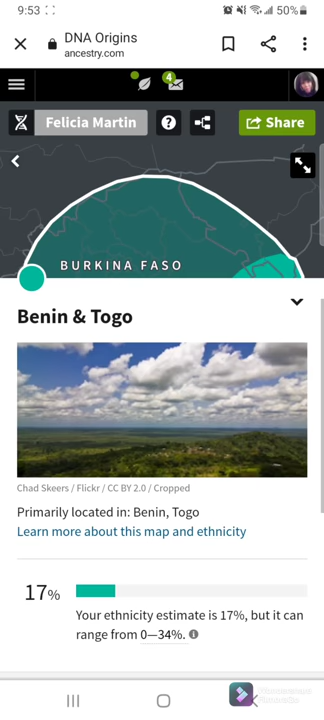 9:53
50%
DNA Origins
ancestry.com
4
Felicia Martin
?
Share
BURKINA FASO
Benin & Togo
Chad Skeers / Flickr / CC BY 2.0 / Cropped
Primarily located in: Benin, Togo
Learn more about this map and ethnicity
17%
Your ethnicity estimate is 17%, but it can
range from 0—34%.